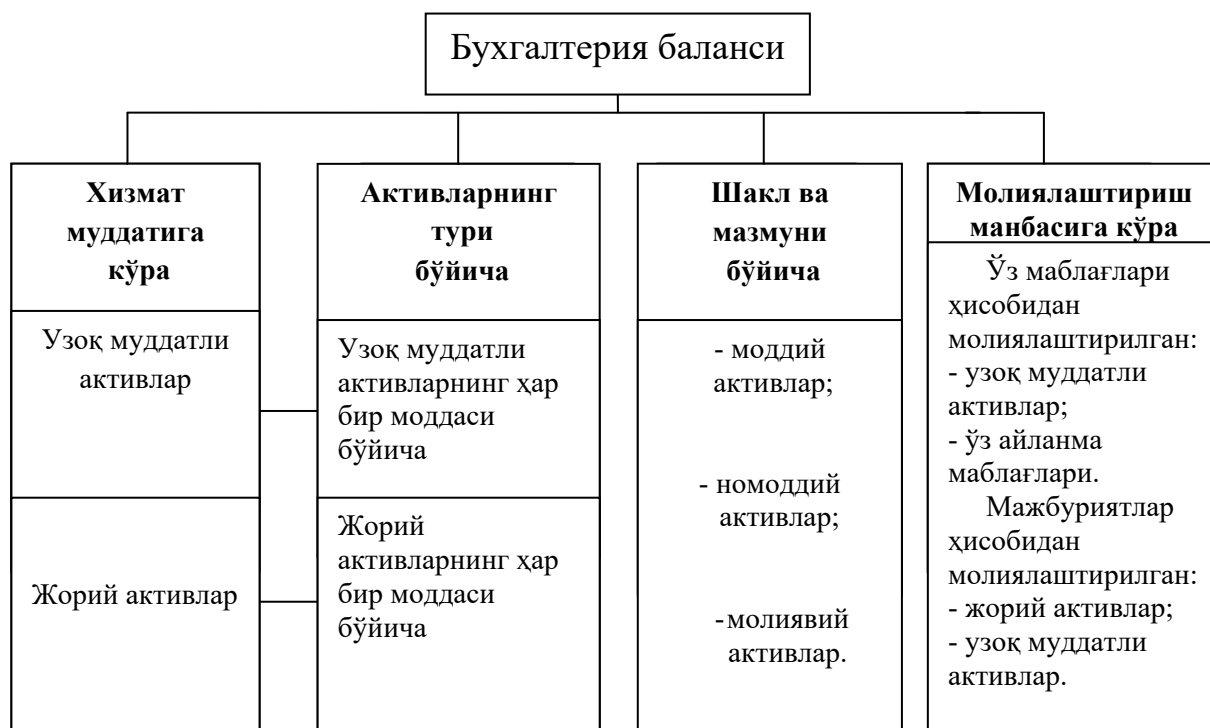 Бухгалтерия баланси
Хизмат
муддатига
кўра
Узоқ муддатли
активлар
Жорий активлар
Активларнинг
тури
бўйича
Узоқ муддатли
активларнинг ҳар
бир моддаси
бўйича
Жорий
активларнинг ҳар
бир моддаси
бўйича
Шакл ва
мазмуни
бўйича
- моддий
активлар;
- номоддий
активлар;
-молиявий
активлар.
Молиялаштириш
манбасига кўра
Ўз маблағлари
ҳисобидан
молиялаштирилган:
- узоқ муддатли
активлар;
- ўз айланма
маблағлари.
Мажбуриятлар
ҳисобидан
молиялаштирилган:
- жорий активлар;
- узоқ муддатли
активлар.